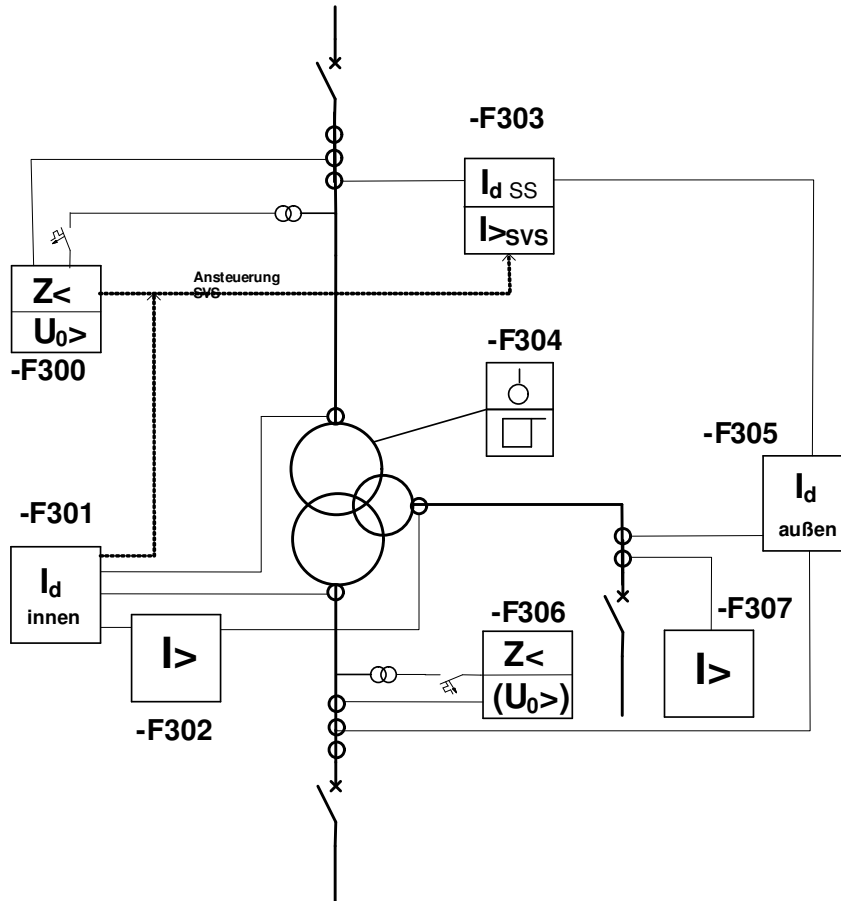 -F303
I_d SS
I>SVS
Ansteuerung
SVS
Z<
U₀>
-F300
-F304
-F305
I_d
außen
-F301
I_d
innen
I>
-F302
-F306
Z<
(U₀>)
-F307
I>